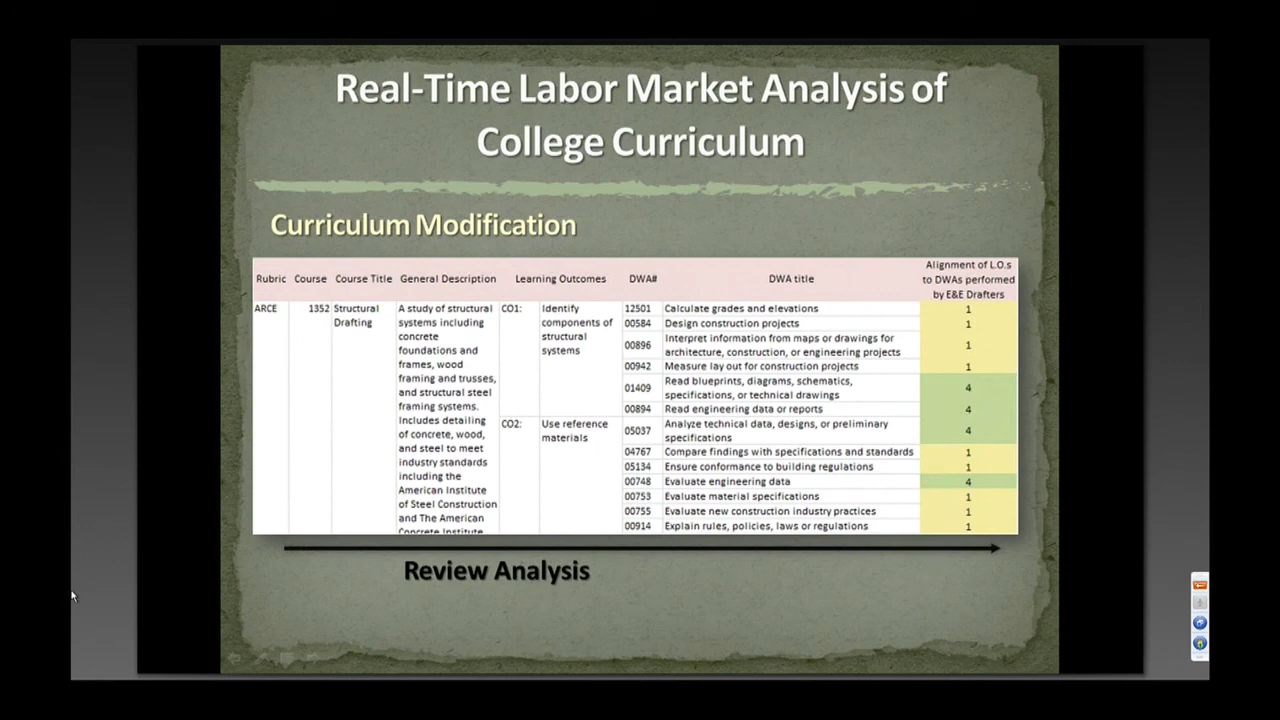 Real-Time Labor Market Analysis of
College Curriculum
Curriculum Modification
Rubric Course Course Title General Description Learning Outcomes DWA# DWA title Alignment of L.O.s
to DWAs performed
by E&E Drafters
ARCE 1352 Structural
Drafting
A study of structural
systems including
concrete
foundations and
frames, wood
framing and trusses,
and structural steel
framing systems.
Includes detailing
of concrete, wood,
and steel to meet
industry standards
including the
American Institute
of Steel Construction
and The American
Concrete Institute
CO1: Identify
components of
structural
systems
CO2: Use reference
materials
12501 Calculate grades and elevations 1
00584 Design construction projects 1
00896 Interpret information from maps or drawings for
architecture, construction, or engineering projects 1
00942 Measure lay out for construction projects 1
01409 Read blueprints, diagrams, schematics,
specifications, or technical drawings 4
00894 Read engineering data or reports 4
05037 Analyze technical data, designs, or preliminary
specifications 4
04767 Compare findings with specifications and standards 1
05134 Ensure conformance to building regulations 1
00748 Evaluate engineering data 4
00753 Evaluate material specifications 1
00755 Evaluate new construction industry practices 1
00914 Explain rules, policies, laws or regulations 1
Review Analysis